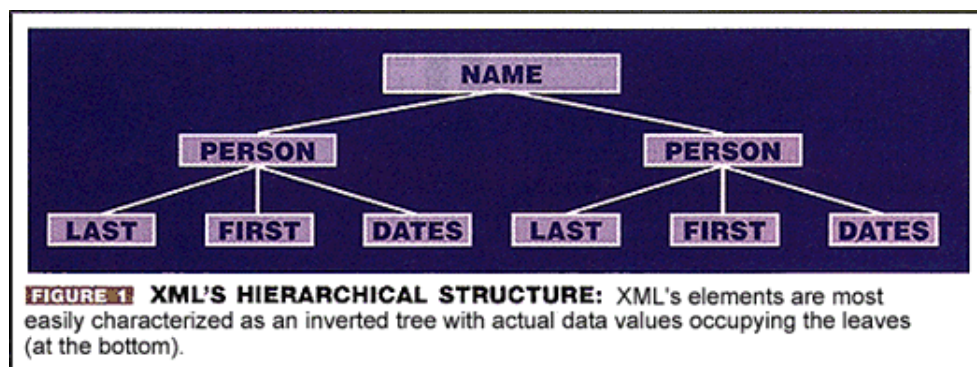 NAME
PERSON PERSON
LAST FIRST DATES LAST FIRST DATES
FIGURE 1 XML'S HIERARCHICAL STRUCTURE: XML's elements are most
easily characterized as an inverted tree with actual data values occupying the leaves
(at the bottom).